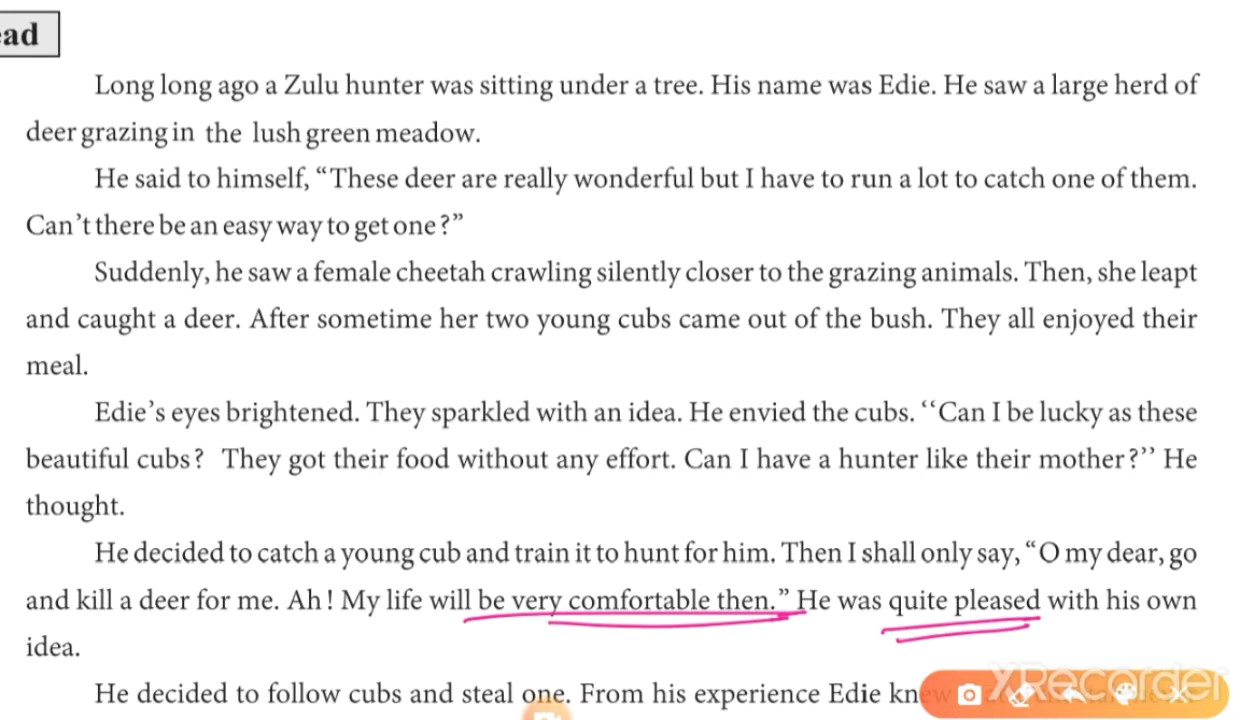 ead
Long long ago a Zulu hunter was sitting under a tree. His name was Edie. He saw a large herd of
deer grazing in the lush green meadow.
He said to himself, “These deer are really wonderful but I have to run a lot to catch one of them.
Can’t there be an easy way to get one?”
Suddenly, he saw a female cheetah crawling silently closer to the grazing animals. Then, she leapt
and caught a deer. After sometime her two young cubs came out of the bush. They all enjoyed their
meal.
Edie’s eyes brightened. They sparkled with an idea. He envied the cubs. ‘‘Can I be lucky as these
beautiful cubs? They got their food without any effort. Can I have a hunter like their mother?’’ He
thought.
He decided to catch a young cub and train it to hunt for him. Then I shall only say, “O my dear, go
and kill a deer for me. Ah! My life will be very comfortable then.” He was quite pleased with his own
idea.
He decided to follow cubs and steal one. From his experience Edie knew
XRecorder